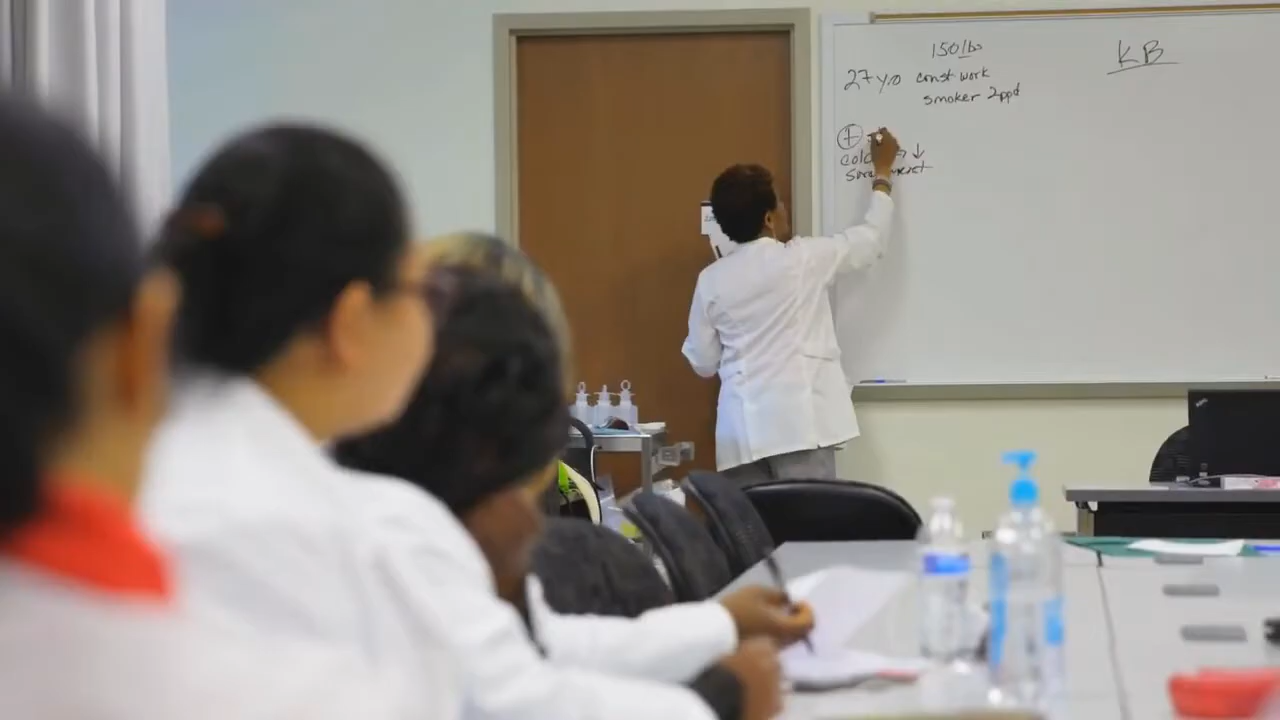 150lbs
KB
27 y/o const work
smoker 2ppd
⊕
↓